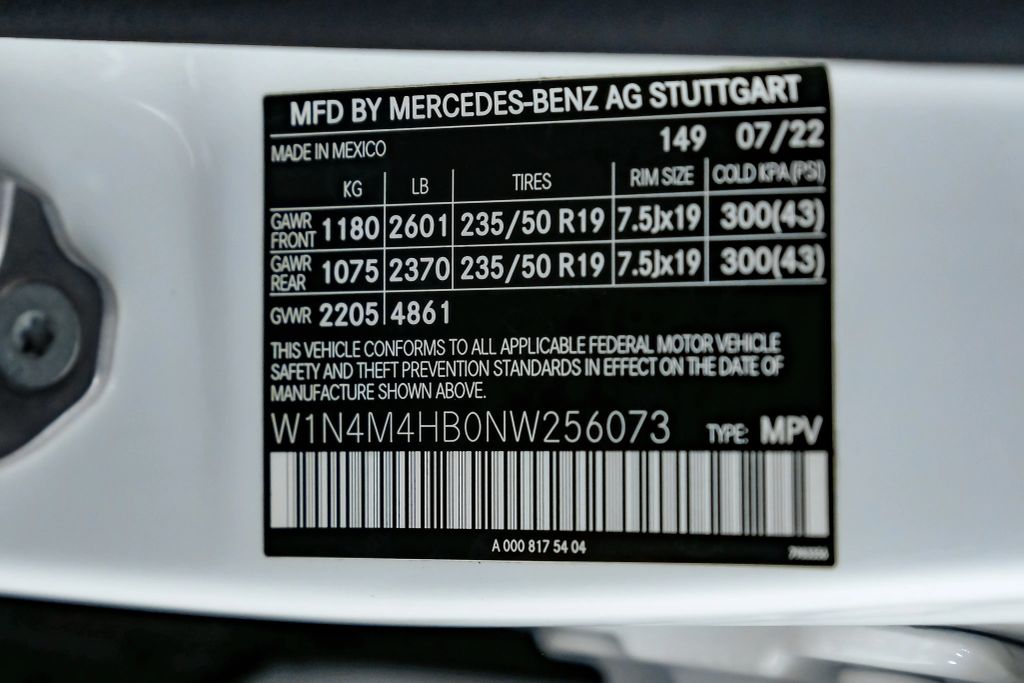 MFD BY MERCEDES-BENZ AG STUTTGART
149 07/22
MADE IN MEXICO
KG LB TIRES RIM SIZE COLD KPA(PSI)
GAWR FRONT 1180 2601 235/50 R19 7.5Jx19 300(43)
GAWR REAR 1075 2370 235/50 R19 7.5Jx19 300(43)
GVWR 2205 4861
THIS VEHICLE CONFORMS TO ALL APPLICABLE FEDERAL MOTOR VEHICLE
SAFETY AND THEFT PREVENTION STANDARDS IN EFFECT ON THE DATE OF
MANUFACTURE SHOWN ABOVE.
W1N4M4HB0NW256073 TYPE: MPV
A 000 817 54 04